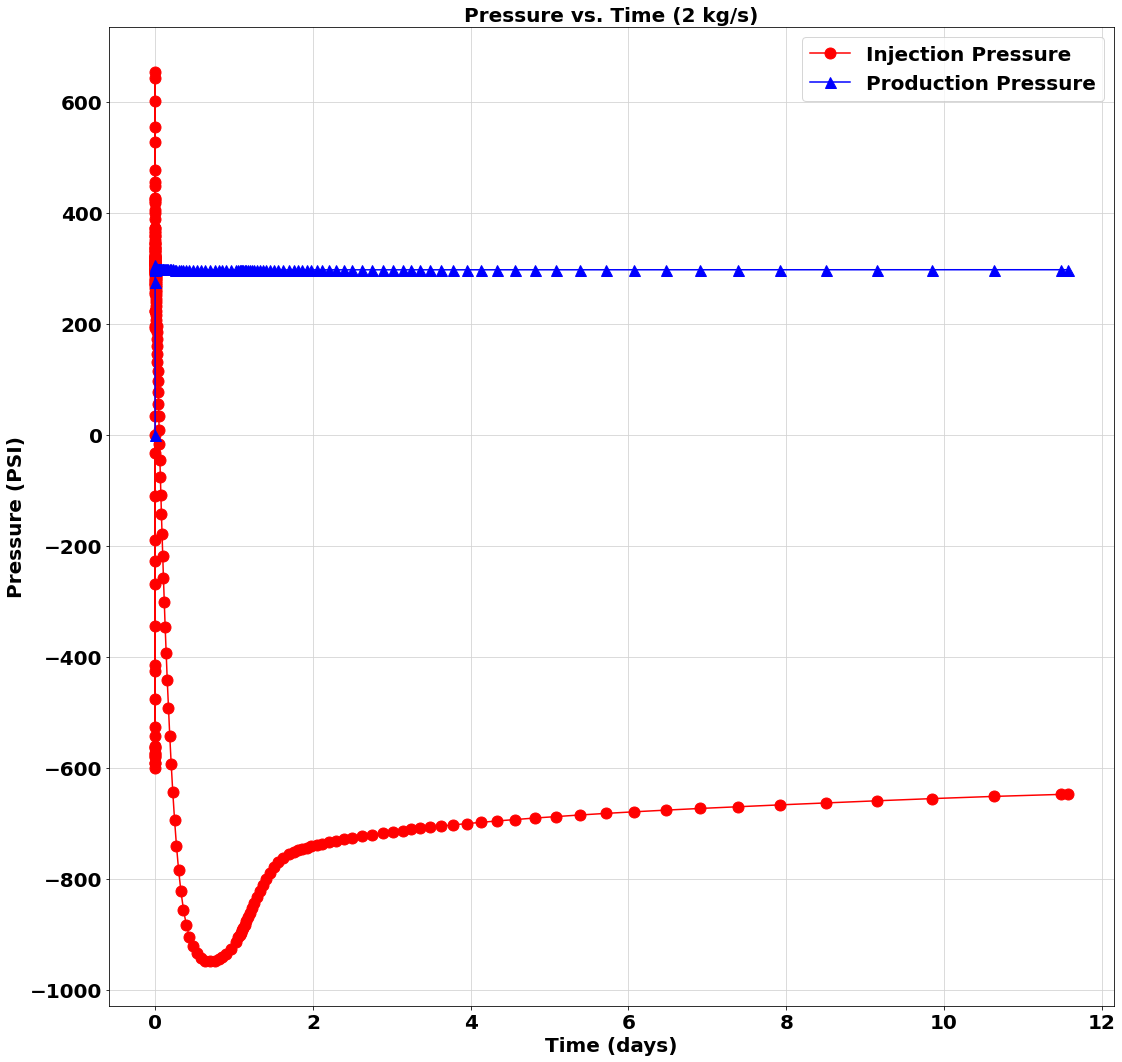 Pressure vs. Time (2 kg/s)
Injection Pressure
Production Pressure
600
400
200
0
−200
−400
−600
−800
−1000
Pressure (PSI)
0 2 4 6 8 10 12
Time (days)